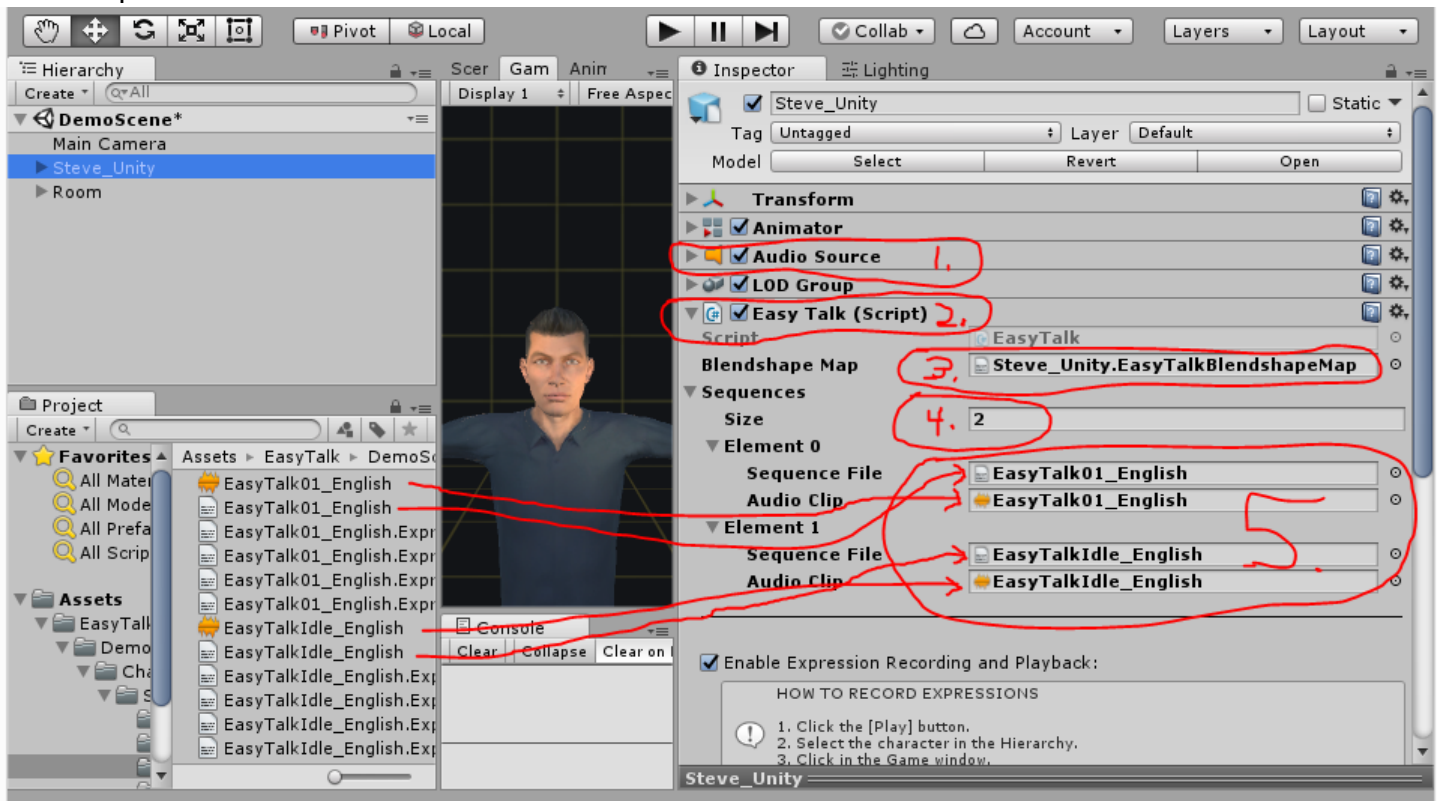 Pivot Local Collab Account Layers Layout
Hierarchy
Create All
DemoScene*
Main Camera
Steve_Unity
Room
Scer Gam Anim
Display 1 Free Aspec
Inspector Lighting
Steve_Unity Static
Tag Untagged Layer Default
Model Select Revert Open
Transform
Animator
Audio Source 1.
LOD Group
Easy Talk (Script) 2.
Script EasyTalk
Blendshape Map 3. Steve_Unity.EasyTalkBlendshapeMap
Sequences
Size 4. 2
Element 0
Sequence File EasyTalk01_English
Audio Clip EasyTalk01_English
Element 1 5.
Sequence File EasyTalkIdle_English
Audio Clip EasyTalkIdle_English
Enable Expression Recording and Playback:
HOW TO RECORD EXPRESSIONS
1. Click the [Play] button.
2. Select the character in the Hierarchy.
3. Click in the Game window.
Steve_Unity
Project
Create
Favorites
All Mater
All Mode
All Prefa
All Scrip
Assets
EasyTalk
Demo
Cha
S
Assets EasyTalk DemoSc
EasyTalk01_English
EasyTalk01_English
EasyTalk01_English.Expr
EasyTalk01_English.Expr
EasyTalk01_English.Expr
EasyTalk01_English.Expr
EasyTalkIdle_English
EasyTalkIdle_English
EasyTalkIdle_English.Exp
EasyTalkIdle_English.Exp
EasyTalkIdle_English.Exp
EasyTalkIdle_English.Exp
Console
Clear Collapse Clear on